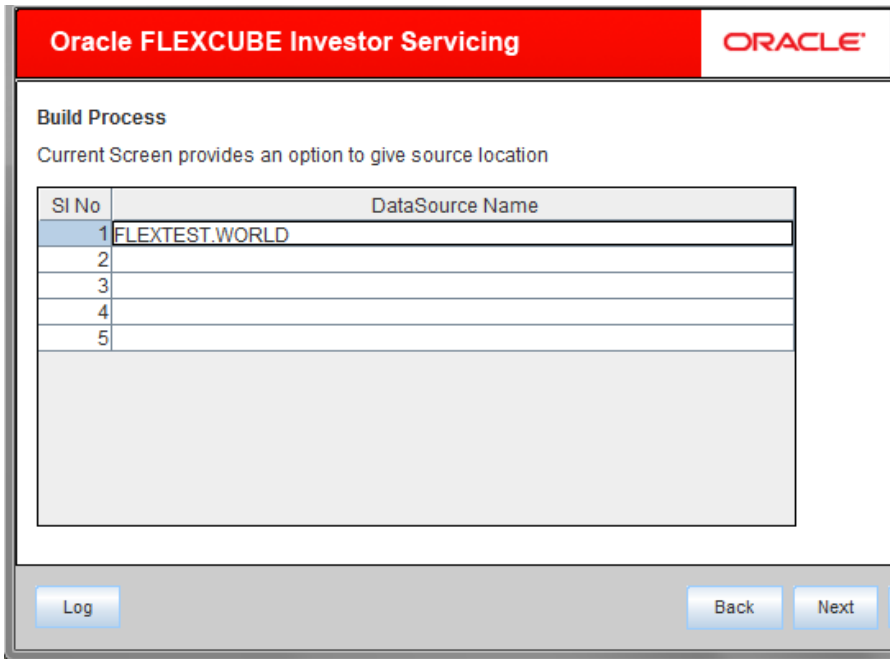 Oracle FLEXCUBE Investor Servicing
ORACLE
Build Process
Current Screen provides an option to give source location
SI No DataSource Name
1 FLEXTEST.WORLD
2
3
4
5
Log Back Next